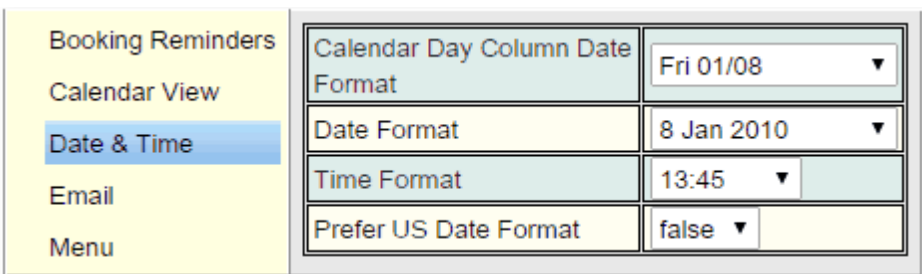 Booking Reminders
Calendar View
Date & Time
Email
Menu
Calendar Day Column Date
Format
Fri 01/08
Date Format
8 Jan 2010
Time Format
13:45
Prefer US Date Format
false